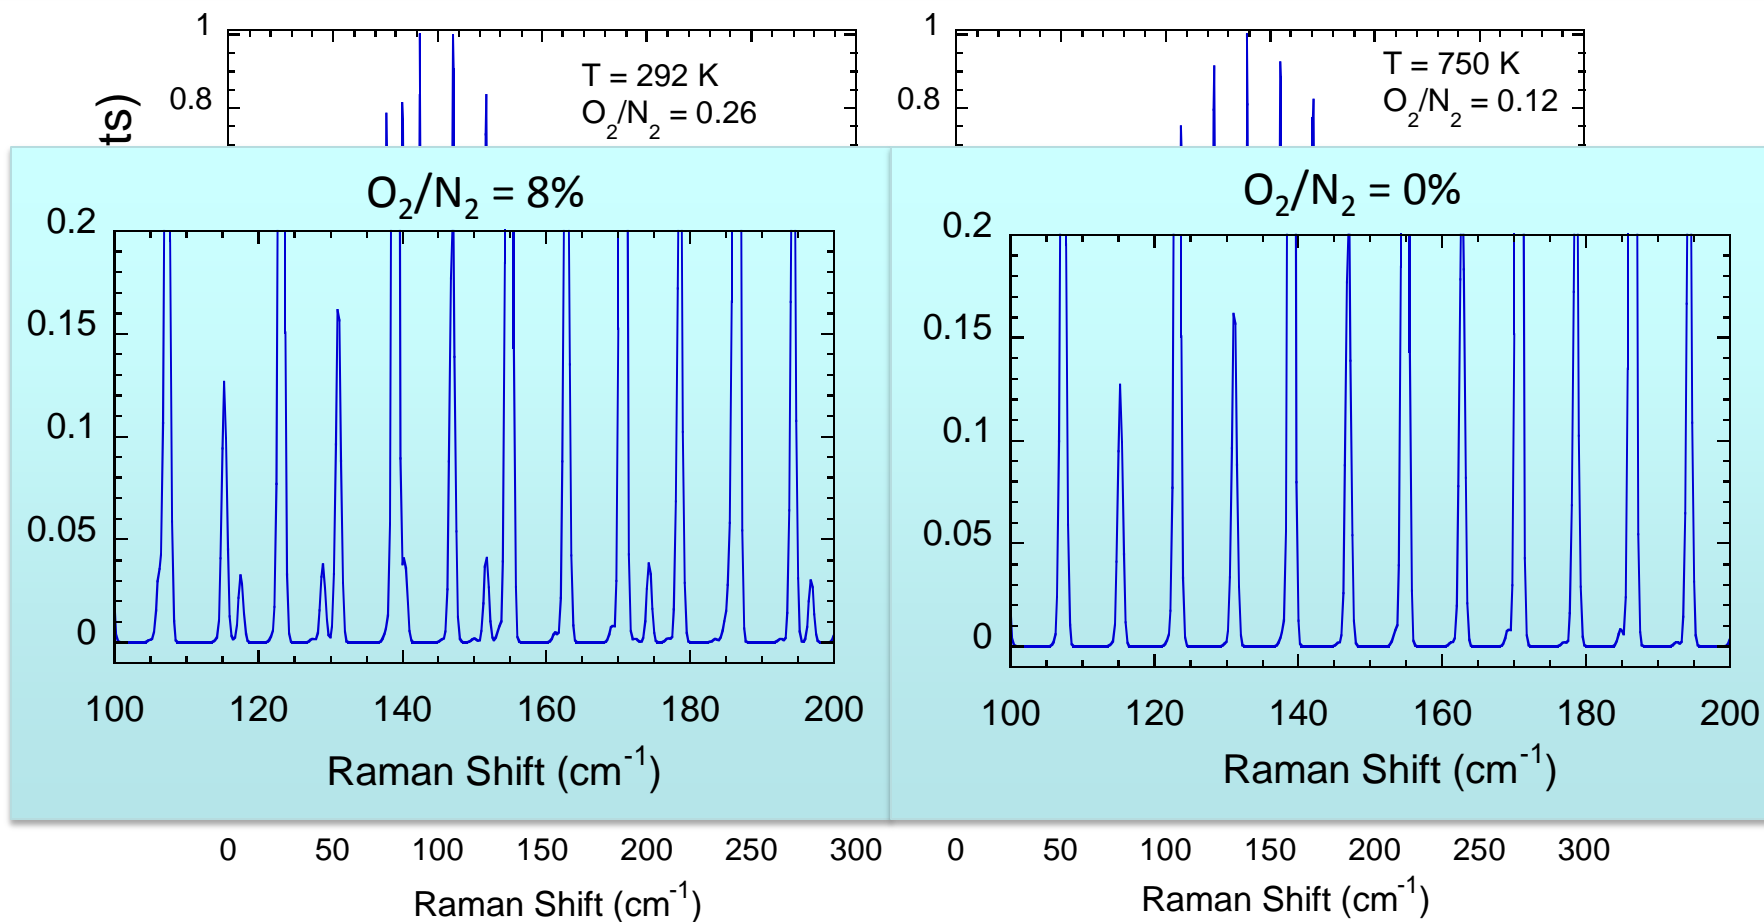 1
T = 292 K
O2/N2 = 0.26
0.8
ts)
1
T = 750 K
O2/N2 = 0.12
0.8
O2/N2 = 8%
0.2
0.15
0.1
0.05
0
100 120 140 160 180 200
Raman Shift (cm-1)
O2/N2 = 0%
0.2
0.15
0.1
0.05
0
100 120 140 160 180 200
Raman Shift (cm-1)
0 50 100 150 200 250 300
Raman Shift (cm-1)
0 50 100 150 200 250 300
Raman Shift (cm-1)